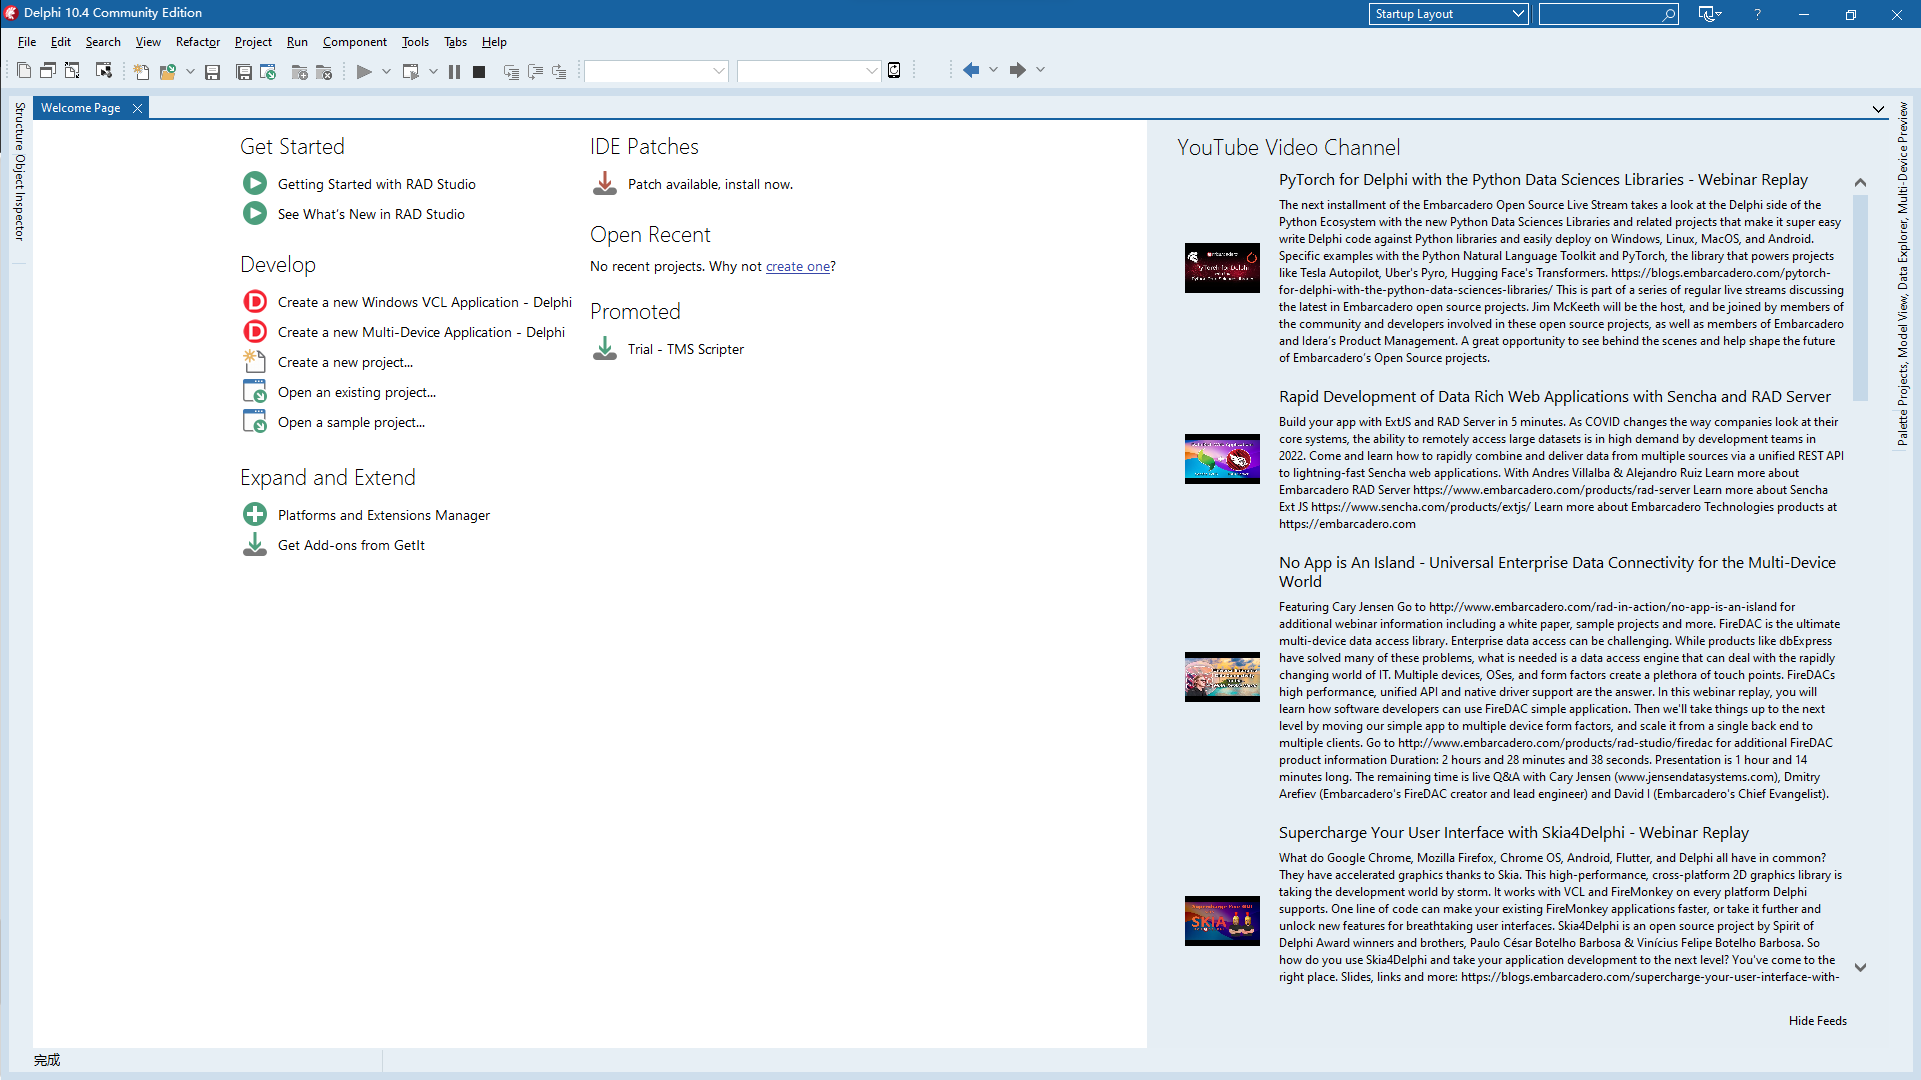 Delphi 10.4 Community Edition
Startup Layout
?
File Edit Search View Refactor Project Run Component Tools Tabs Help
Welcome Page
Structure Object Inspector
Get Started
Getting Started with RAD Studio
See What's New in RAD Studio
Develop
Create a new Windows VCL Application - Delphi
Create a new Multi-Device Application - Delphi
Create a new project...
Open an existing project...
Open a sample project...
Expand and Extend
Platforms and Extensions Manager
Get Add-ons from GetIt
IDE Patches
Patch available, install now.
Open Recent
No recent projects. Why not create one?
Promoted
Trial - TMS Scripter
YouTube Video Channel
PyTorch for Delphi with the Python Data Sciences Libraries - Webinar Replay
The next installment of the Embarcadero Open Source Live Stream takes a look at the Delphi side of the
Python Ecosystem with the new Python Data Sciences Libraries and related projects that make it super easy
write Delphi code against Python libraries and easily deploy on Windows, Linux, MacOS, and Android.
Specific examples with the Python Natural Language Toolkit and PyTorch, the library that powers projects
like Tesla Autopilot, Uber's Pyro, Hugging Face's Transformers. https://blogs.embarcadero.com/pytorch-
for-delphi-with-the-python-data-sciences-libraries/ This is part of a series of regular live streams discussing
the latest in Embarcadero open source projects. Jim McKeeth will be the host, and be joined by members of
the community and developers involved in these open source projects, as well as members of Embarcadero
and Idera's Product Management. A great opportunity to see behind the scenes and help shape the future
of Embarcadero's Open Source projects.
Rapid Development of Data Rich Web Applications with Sencha and RAD Server
Build your app with ExtJS and RAD Server in 5 minutes. As COVID changes the way companies look at their
core systems, the ability to remotely access large datasets is in high demand by development teams in
2022. Come and learn how to rapidly combine and deliver data from multiple sources via a unified REST API
to lightning-fast Sencha web applications. With Andres Villalba & Alejandro Ruiz Learn more about
Embarcadero RAD Server https://www.embarcadero.com/products/rad-server Learn more about Sencha
Ext JS https://www.sencha.com/products/extjs/ Learn more about Embarcadero Technologies products at
https://embarcadero.com
No App is An Island - Universal Enterprise Data Connectivity for the Multi-Device
World
Featuring Cary Jensen Go to http://www.embarcadero.com/rad-in-action/no-app-is-an-island for
additional webinar information including a white paper, sample projects and more. FireDAC is the ultimate
multi-device data access library. Enterprise data access can be challenging. While products like dbExpress
have solved many of these problems, what is needed is a data access engine that can deal with the rapidly
changing world of IT. Multiple devices, OSes, and form factors create a plethora of touch points. FireDACs
high performance, unified API and native driver support are the answer. In this webinar replay, you will
learn how software developers can use FireDAC simple application. Then we'll take things up to the next
level by moving our simple app to multiple device form factors, and scale it from a single back end to
multiple clients. Go to http://www.embarcadero.com/products/rad-studio/firedac for additional FireDAC
product information Duration: 2 hours and 28 minutes and 38 seconds. Presentation is 1 hour and 14
minutes long. The remaining time is live Q&A with Cary Jensen (www.jensendatasystems.com), Dmitry
Arefiev (Embarcadero's FireDAC creator and lead engineer) and David I (Embarcadero's Chief Evangelist).
Supercharge Your User Interface with Skia4Delphi - Webinar Replay
What do Google Chrome, Mozilla Firefox, Chrome OS, Android, Flutter, and Delphi all have in common?
They have accelerated graphics thanks to Skia. This high-performance, cross-platform 2D graphics library is
taking the development world by storm. It works with VCL and FireMonkey on every platform Delphi
supports. One line of code can make your existing FireMonkey applications faster, or take it further and
unlock new features for breathtaking user interfaces. Skia4Delphi is an open source project by Spirit of
Delphi Award winners and brothers, Paulo César Botelho Barbosa & Vinícius Felipe Botelho Barbosa. So
how do you use Skia4Delphi and take your application development to the next level? You've come to the
right place. Slides, links and more: https://blogs.embarcadero.com/supercharge-your-user-interface-with-
SKIA
Hide Feeds
Palette Projects, Model View, Data Explorer, Multi-Device Preview
完成